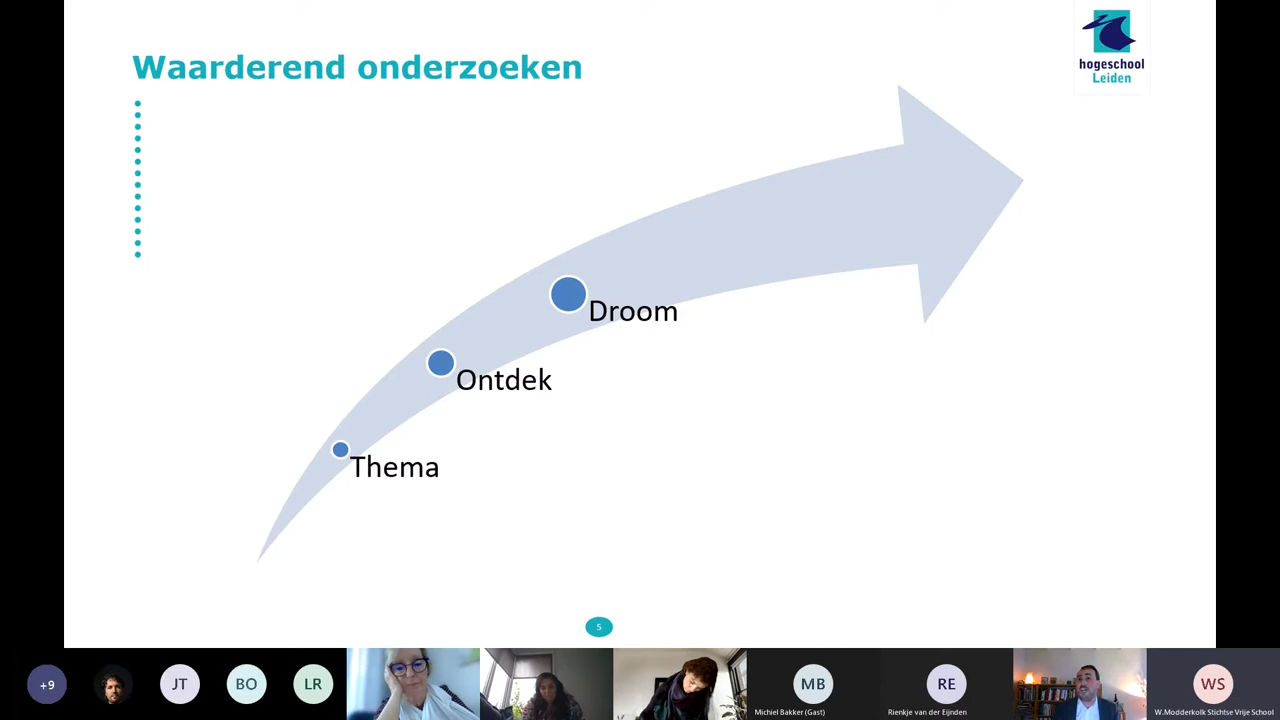 Waarderend onderzoeken
hogeschool
Leiden
Droom
Ontdek
Thema
5
+9
JT
BO
LR
MB
RE
WS
Michiel Bakker (Gast)
Rienkje van der Eijnden
W.Modderkolk Stichtse Vrije School